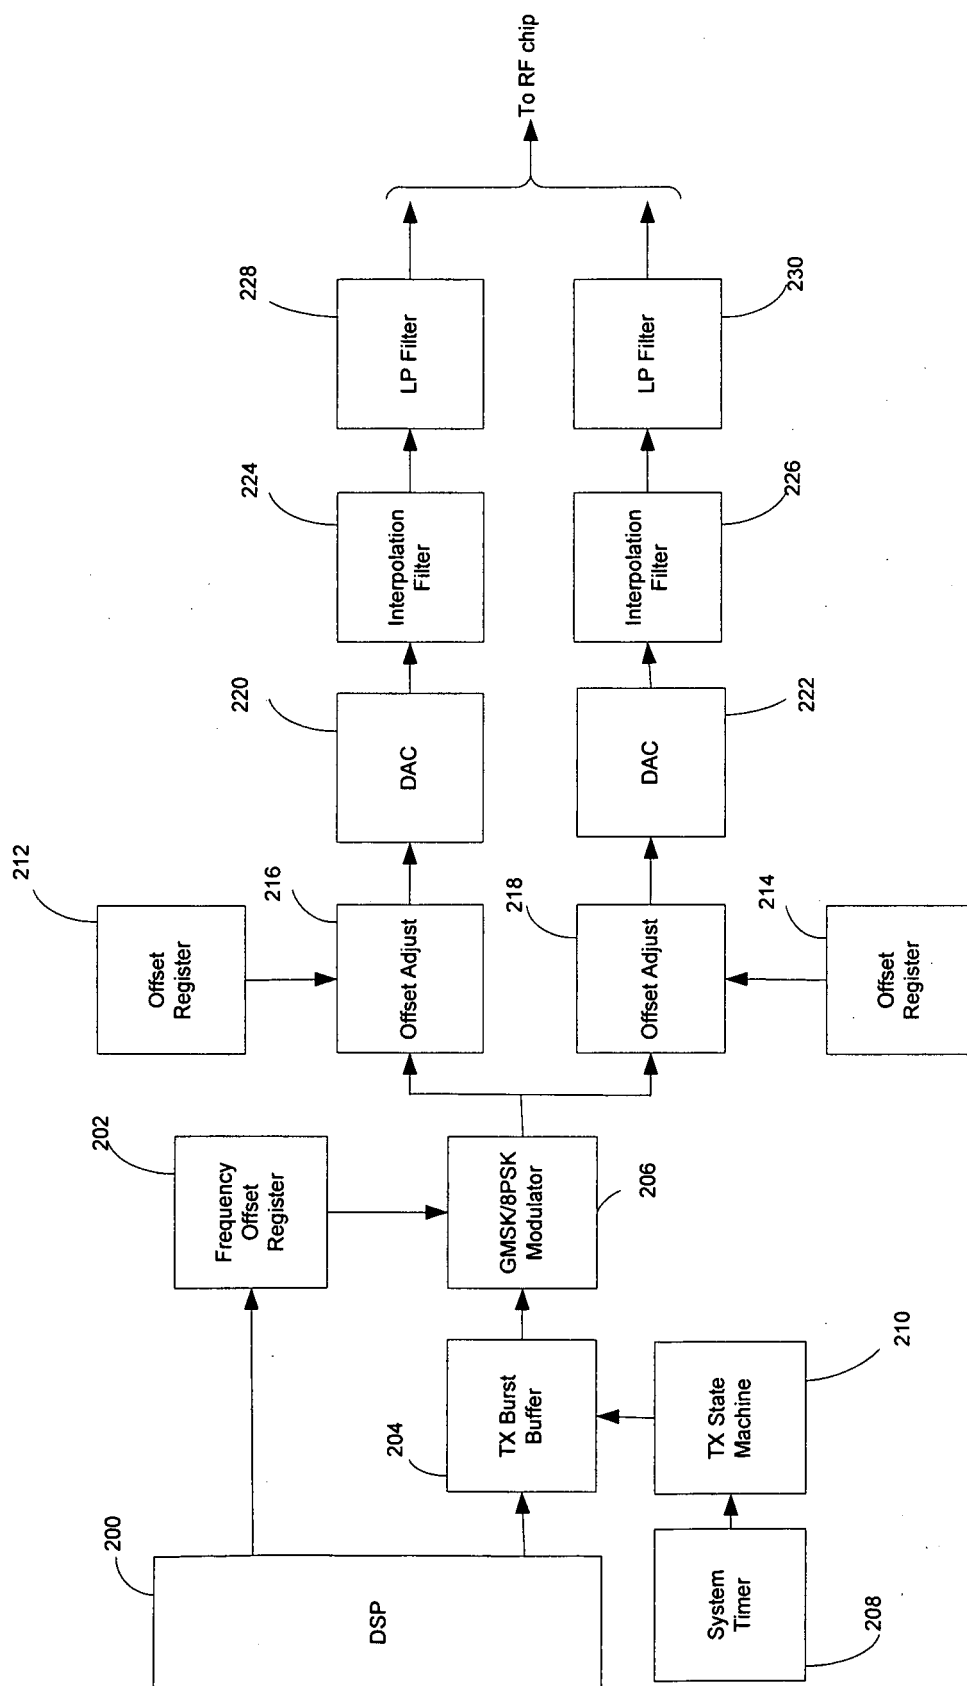 200
DSP
202
Frequency
Offset
Register
204
TX Burst
Buffer
GMSK/8PSK
Modulator
206
System
Timer
208
TX State
Machine
210
212
Offset
Register
216
Offset Adjust
218
Offset Adjust
214
Offset
Register
220
DAC
222
DAC
224
Interpolation
Filter
226
Interpolation
Filter
228
LP Filter
230
LP Filter
To RF chip